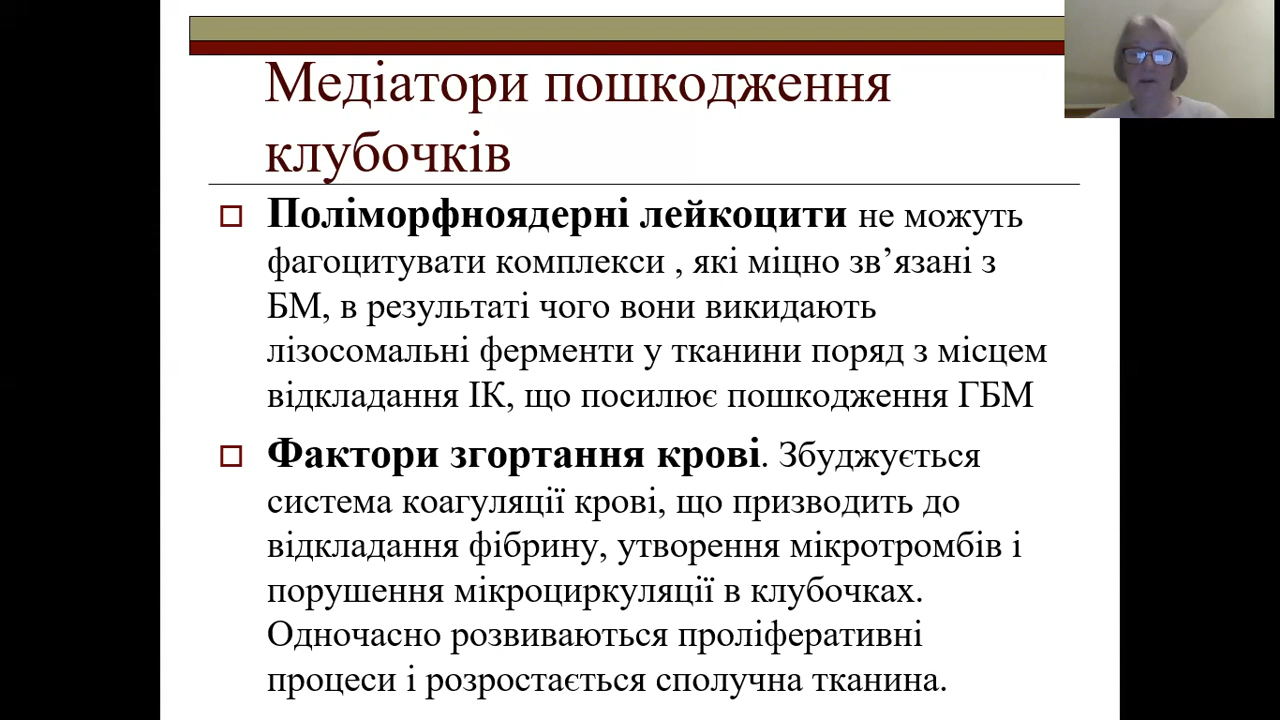 Медіатори пошкодження
клубочків
Поліморфноядерні лейкоцити не можуть
фагоцитувати комплекси , які міцно зв’язані з
БМ, в результаті чого вони викидають
лізосомальні ферменти у тканини поряд з місцем
відкладання ІК, що посилює пошкодження ГБМ
Фактори згортання крові. Збуджується
система коагуляції крові, що призводить до
відкладання фібрину, утворення мікротромбів і
порушення мікроциркуляції в клубочках.
Одночасно розвиваються проліферативні
процеси і розростається сполучна тканина.